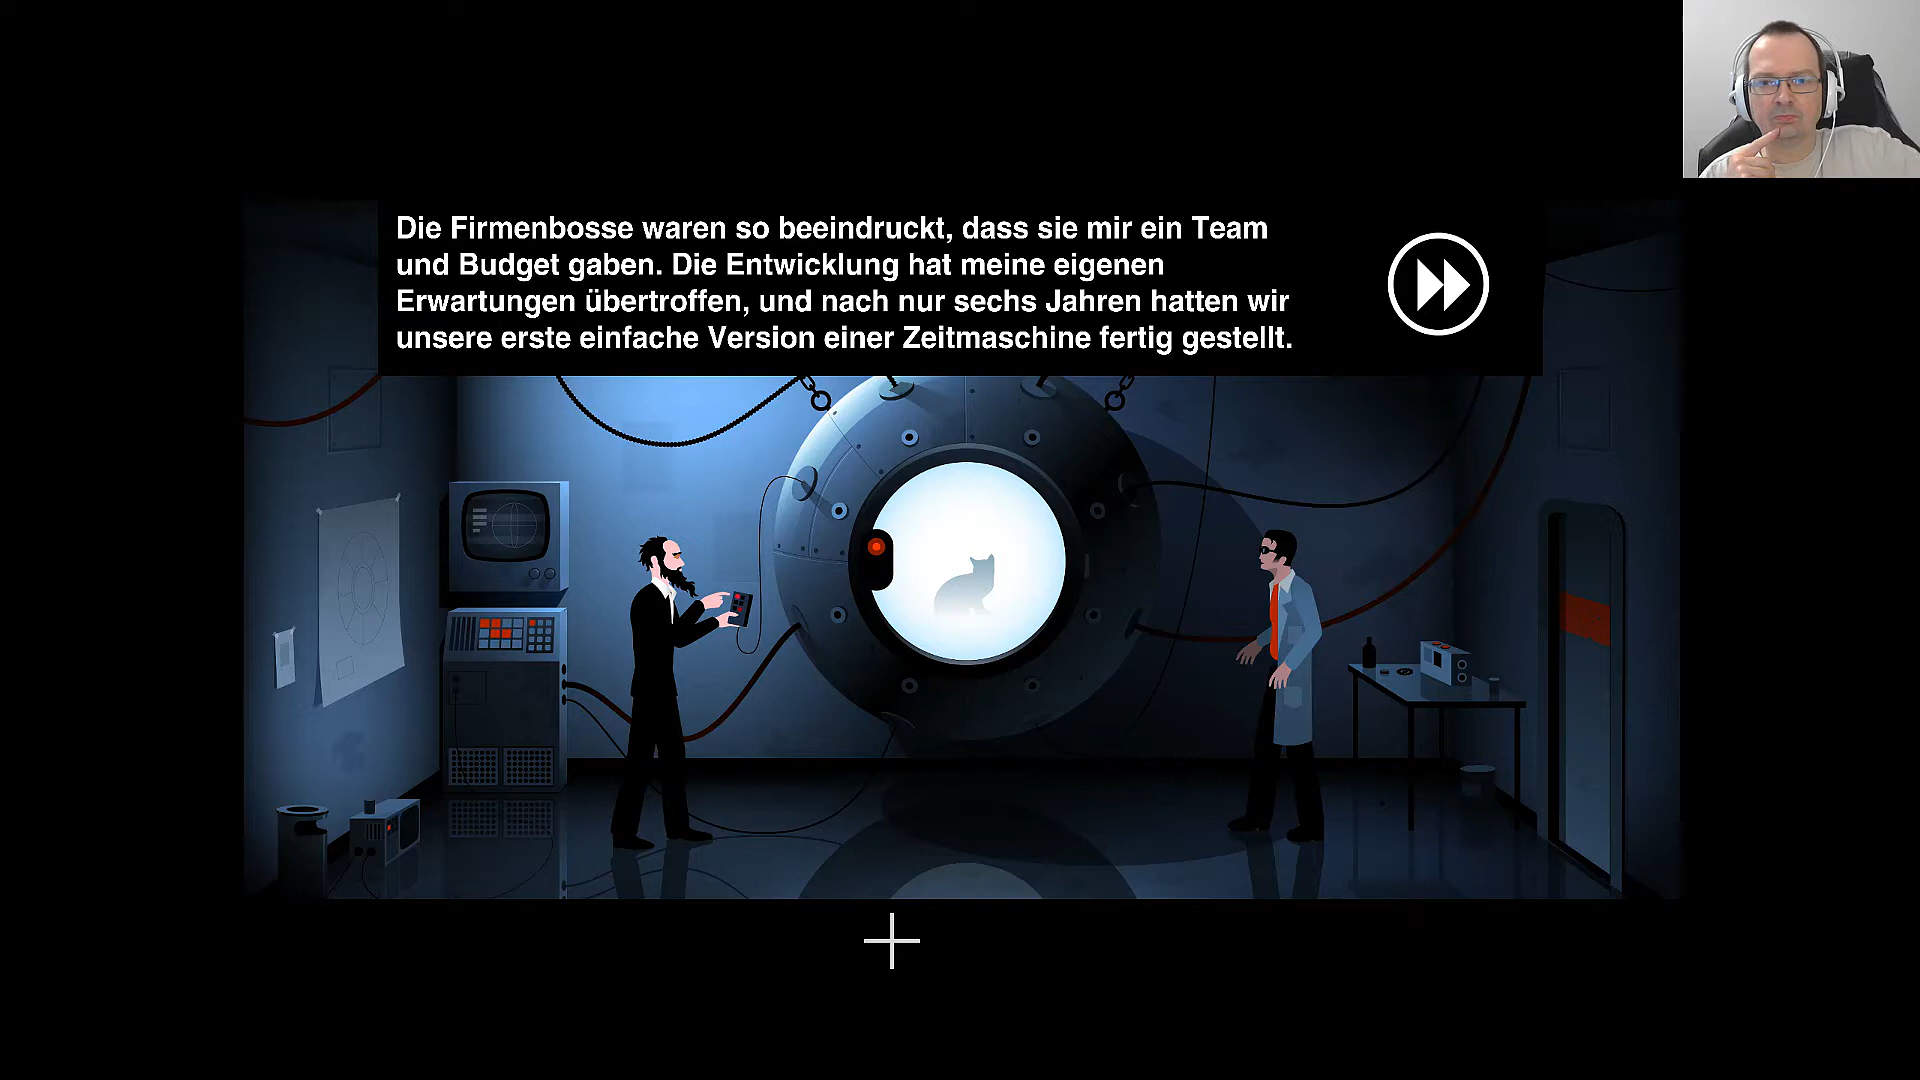 Die Firmenbosse waren so beeindruckt, dass sie mir ein Team
und Budget gaben. Die Entwicklung hat meine eigenen
Erwartungen übertroffen, und nach nur sechs Jahren hatten wir
unsere erste einfache Version einer Zeitmaschine fertig gestellt.